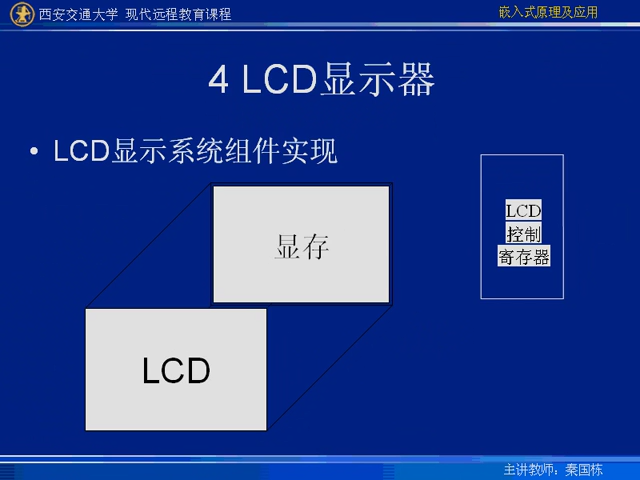 西安交通大学 现代远程教育课程
嵌入式原理及应用
4 LCD显示器
• LCD显示系统组件实现
显存
LCD
LCD
控制
寄存器
主讲教师：秦国栋